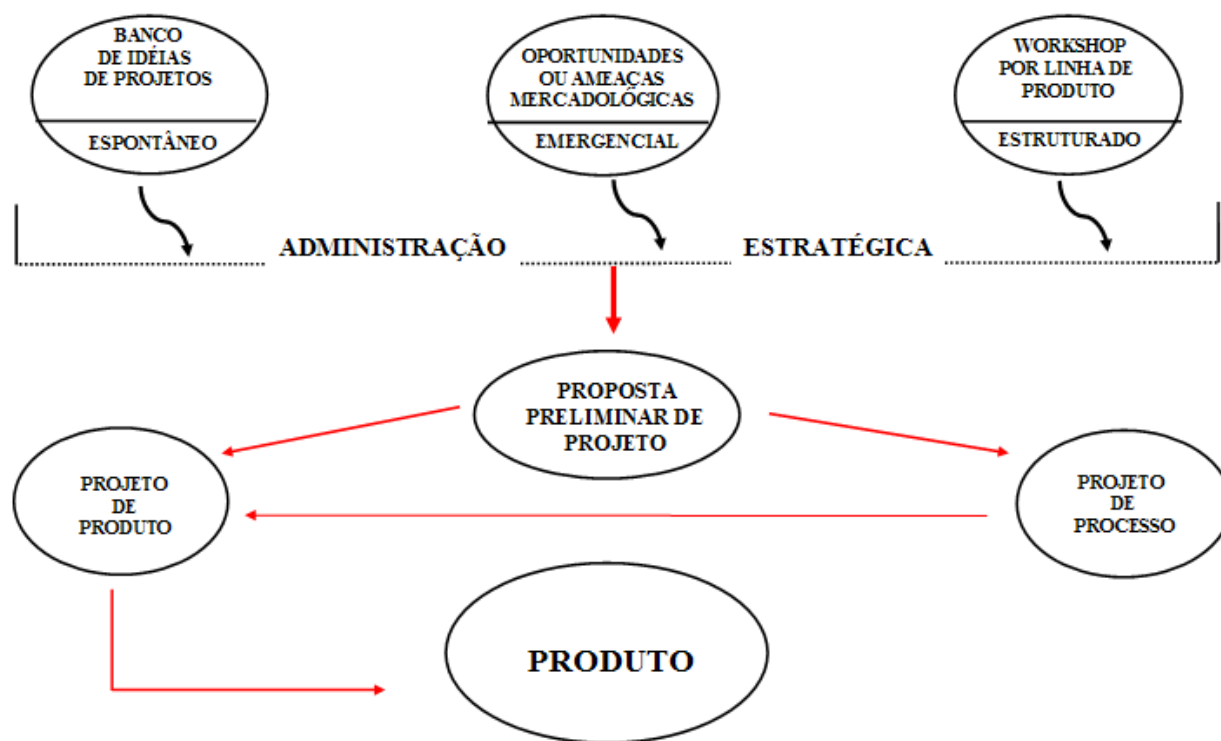 BANCO
DE IDÉIAS
DE PROJETOS
ESPONTÂNEO
OPORTUNIDADES
OU AMEAÇAS
MERCADOLÓGICAS
EMERGENCIAL
WORKSHOP
POR LINHA DE
PRODUTO
ESTRUTURADO
ADMINISTRAÇÃO ESTRATÉGICA
PROPOSTA
PRELIMINAR DE
PROJETO
PROJETO
DE
PRODUTO
PROJETO
DE
PROCESSO
PRODUTO